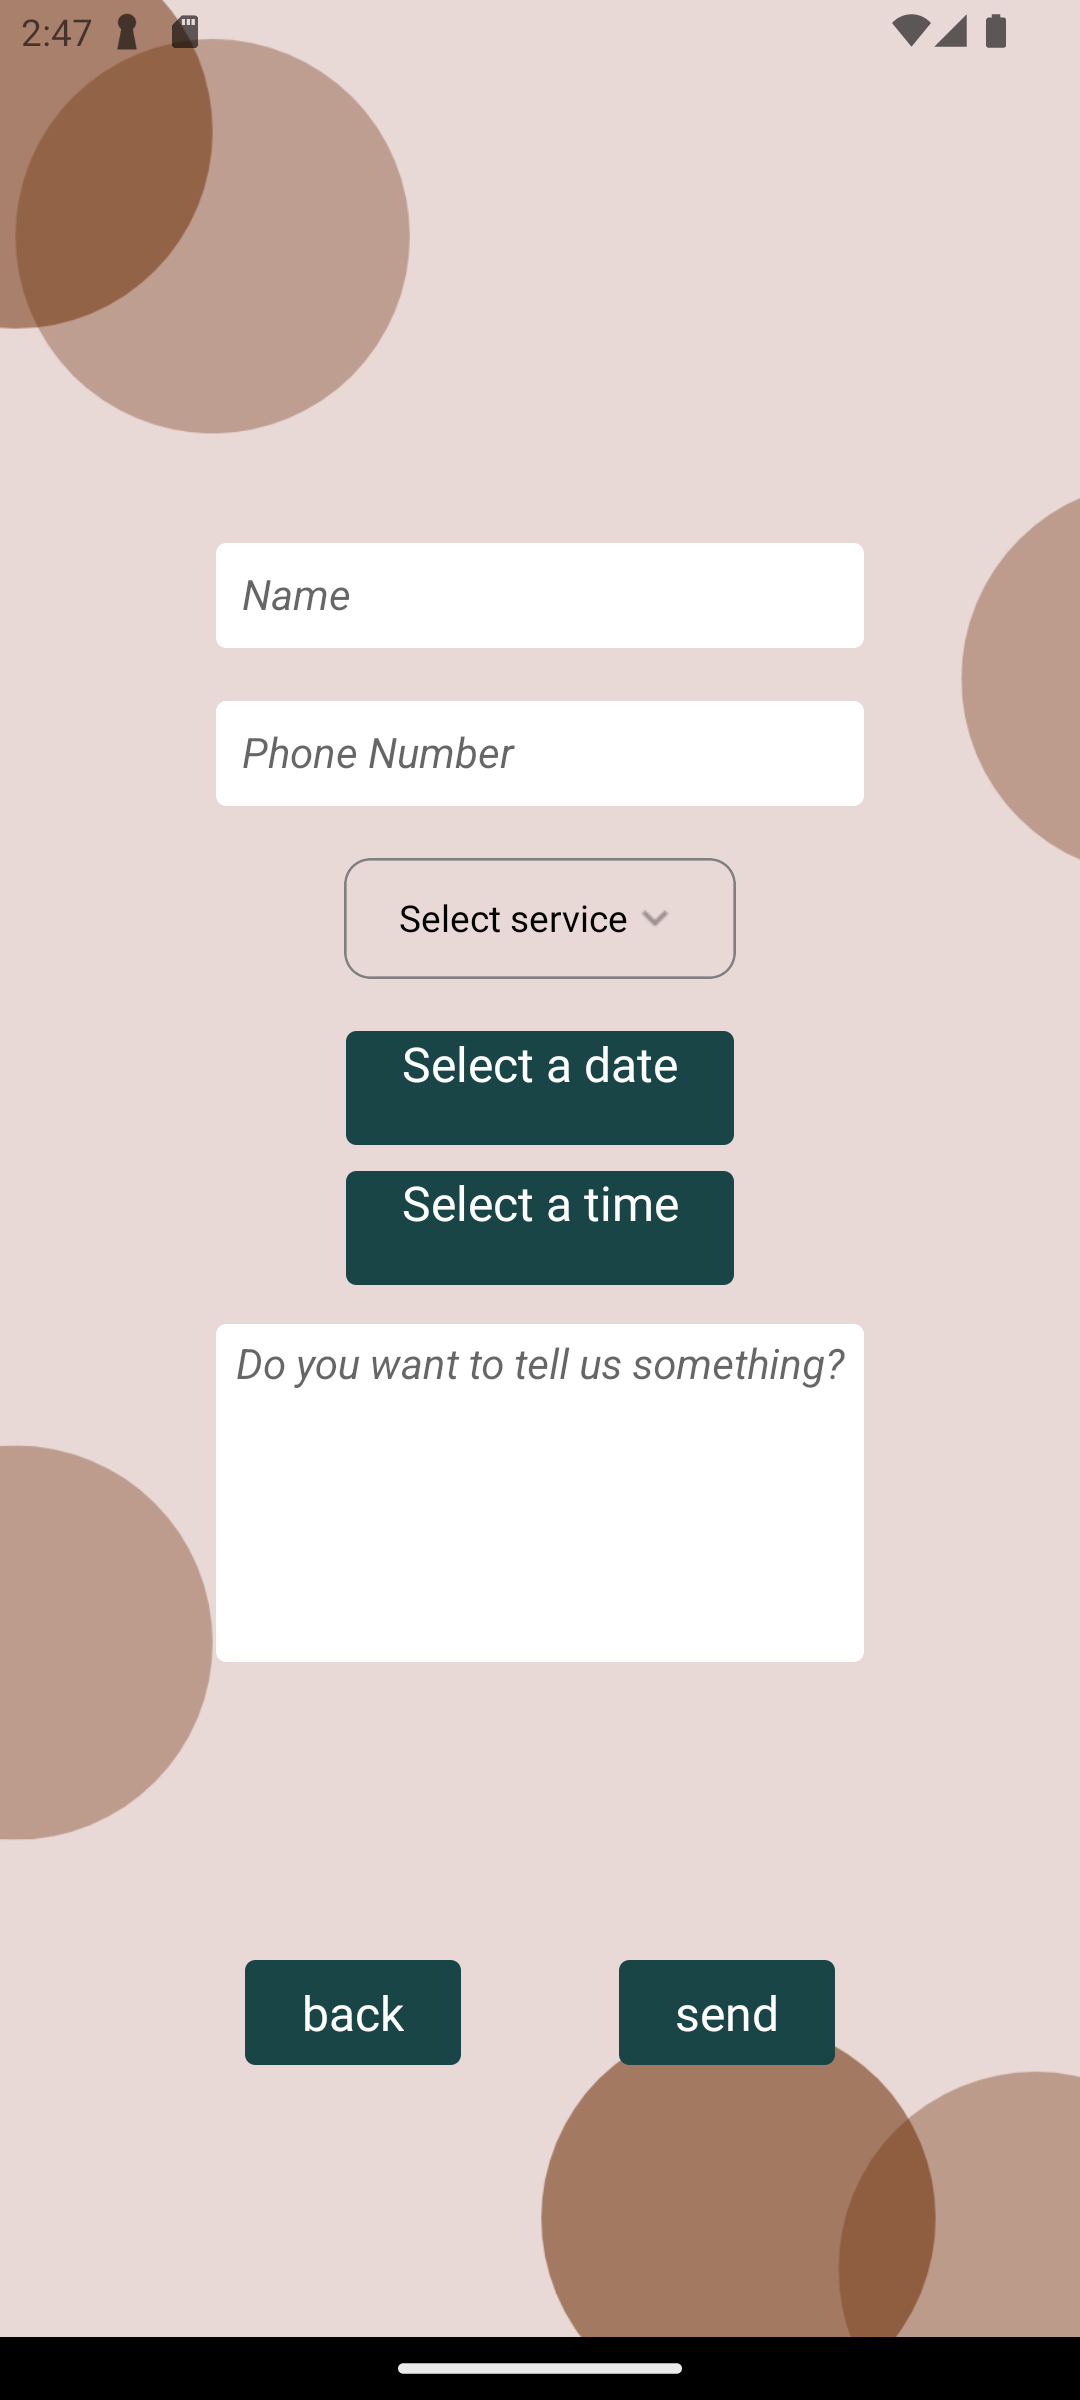 2:47
Name
Phone Number
Select service
Select a date
Select a time
Do you want to tell us something?
back
send